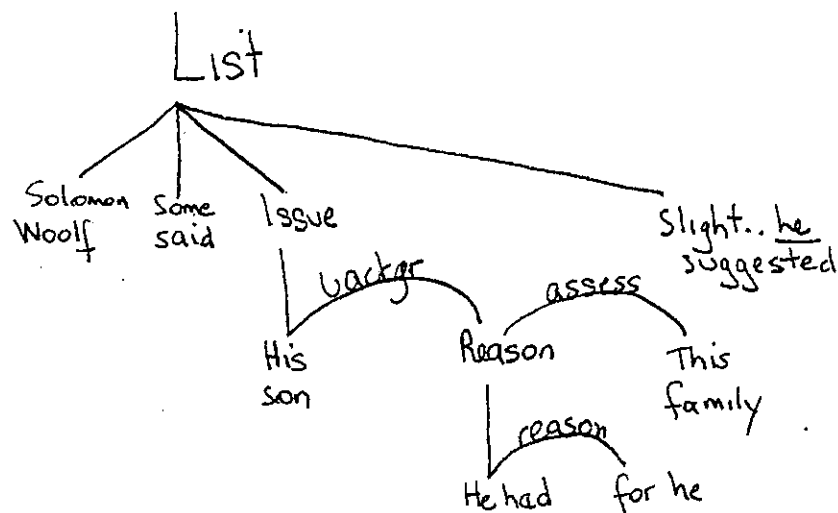 List
Solomon
Woolf
Some
said
Issue
Slight.. he
suggested
backgr
assess
His
son
Reason
This
family
reason
He had
for he